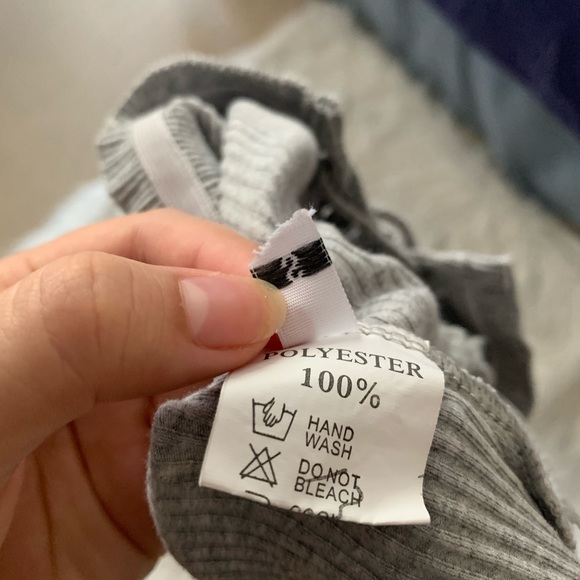 POLYESTER
100%
HAND
WASH
DO NOT
BLEACH